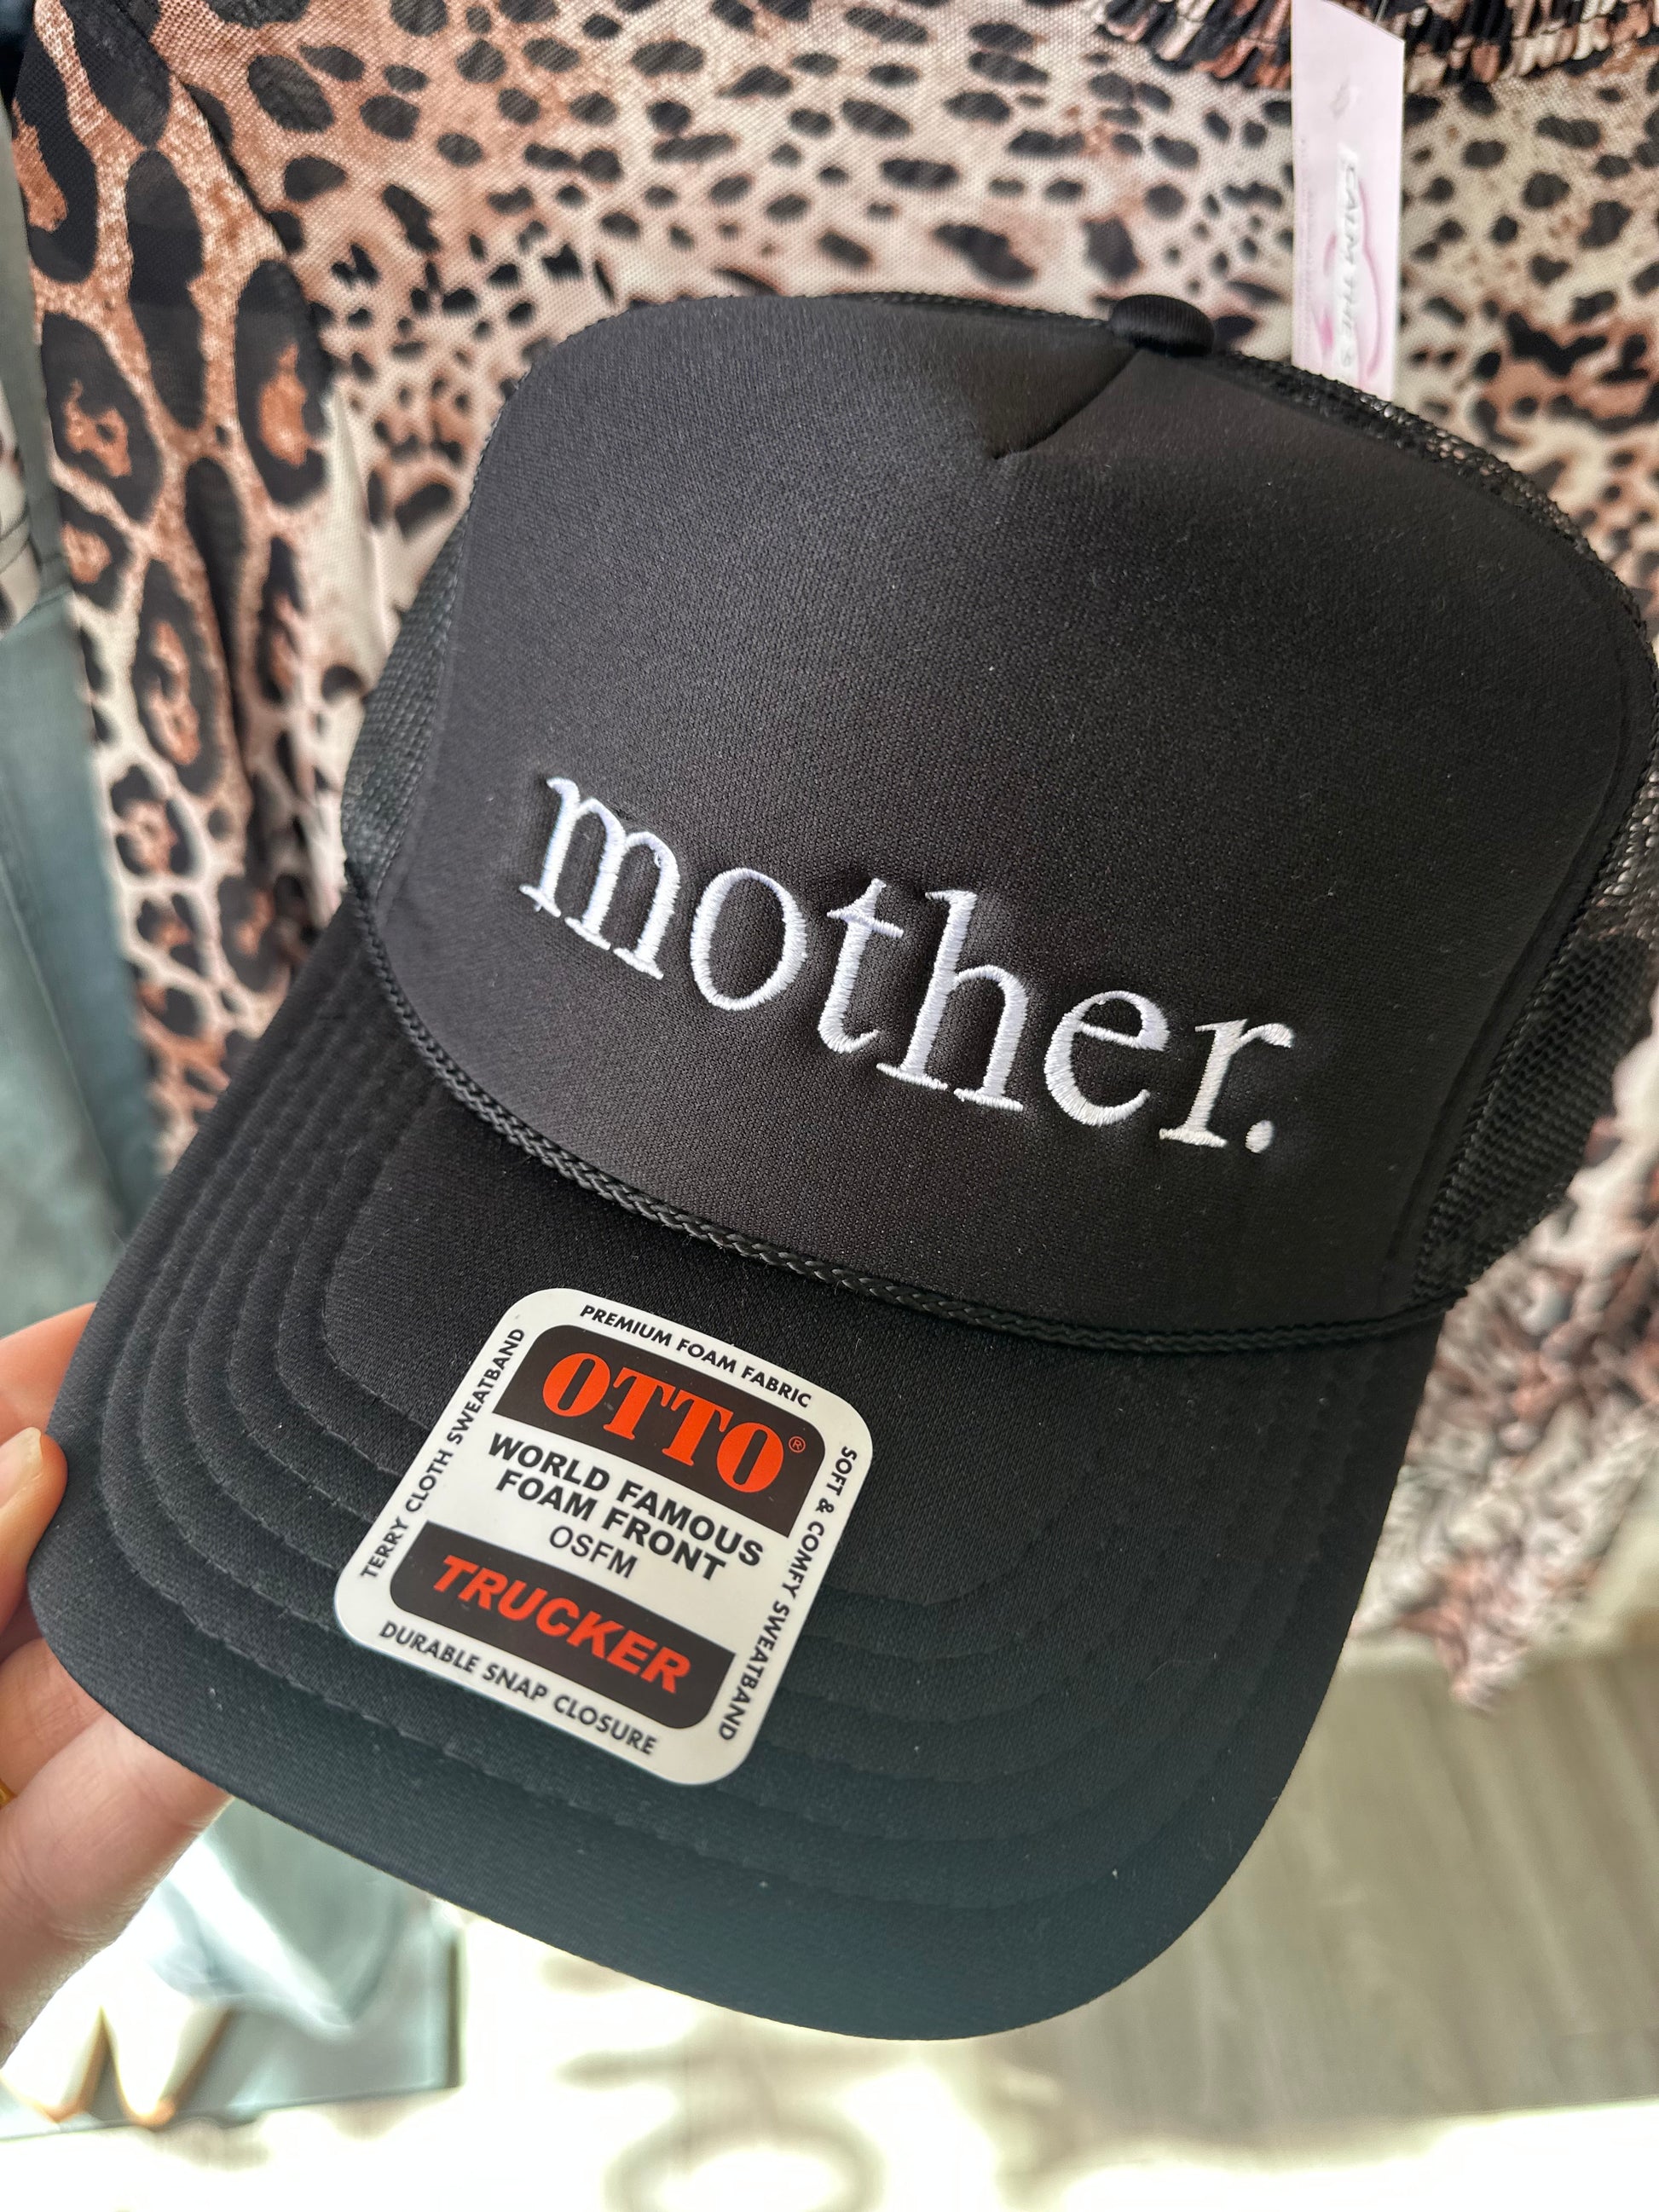 mother.
PREMIUM FOAM FABRIC
OTTO®
WORLD FAMOUS
FOAM FRONT
OSFM
TRUCKER
TERRY CLOTH SWEATBAND
SOFT & COMFY SWEATBAND
DURABLE SNAP CLOSURE